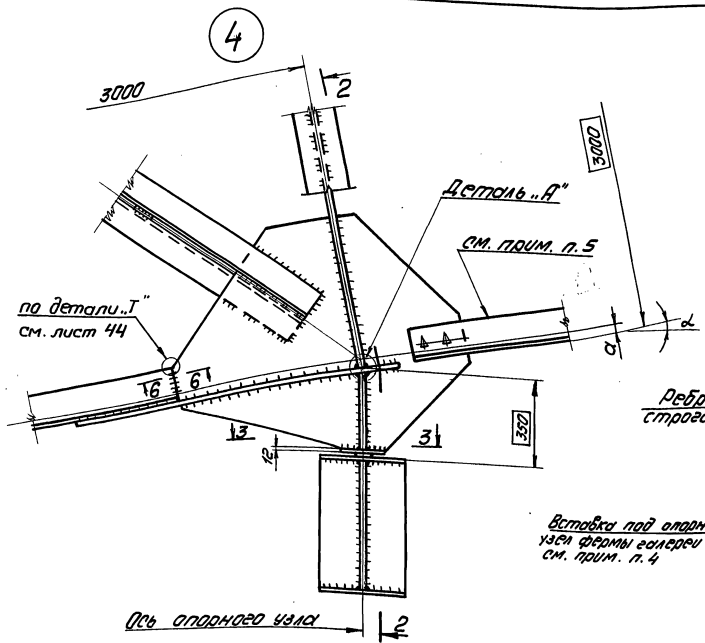 4
3000
2
3000
Деталь „А"
см. прим. п. 5
по детали „Т"
см. лист 44
α
а
6 6
350
Ребр
строга
3 3
12
Вставка под опорн
узел фермы галереи
см. прим. п. 4
Ось опорного узла
2